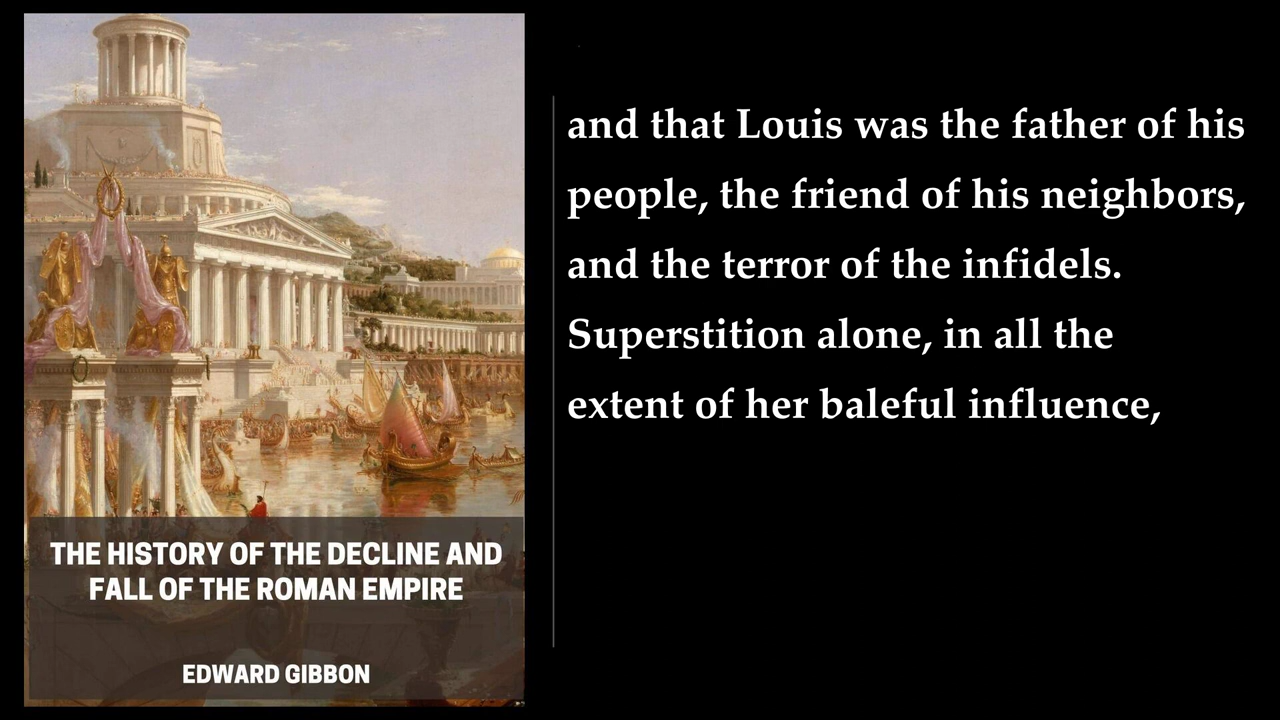 THE HISTORY OF THE DECLINE AND
FALL OF THE ROMAN EMPIRE
EDWARD GIBBON
and that Louis was the father of his
people, the friend of his neighbors,
and the terror of the infidels.
Superstition alone, in all the
extent of her baleful influence,